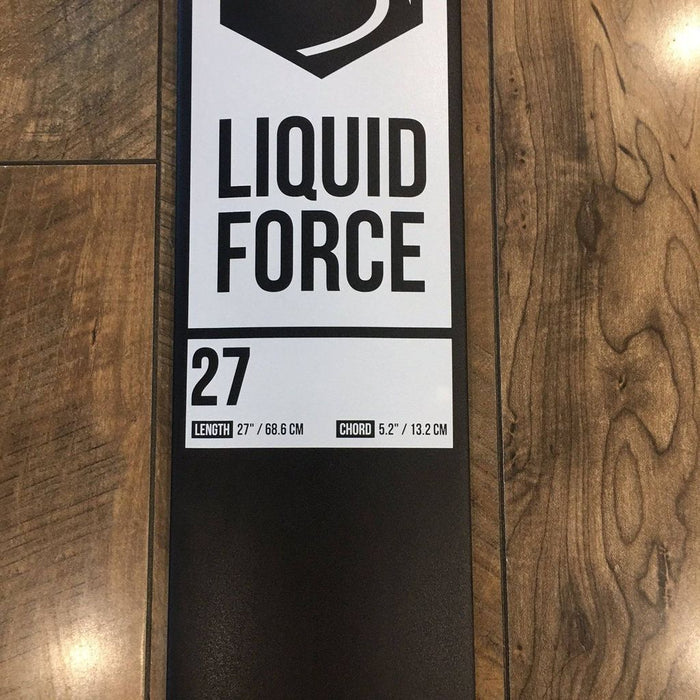 LIQUID
FORCE
27
LENGTH 27" / 68.6 CM CHORD 5.2" / 13.2 CM